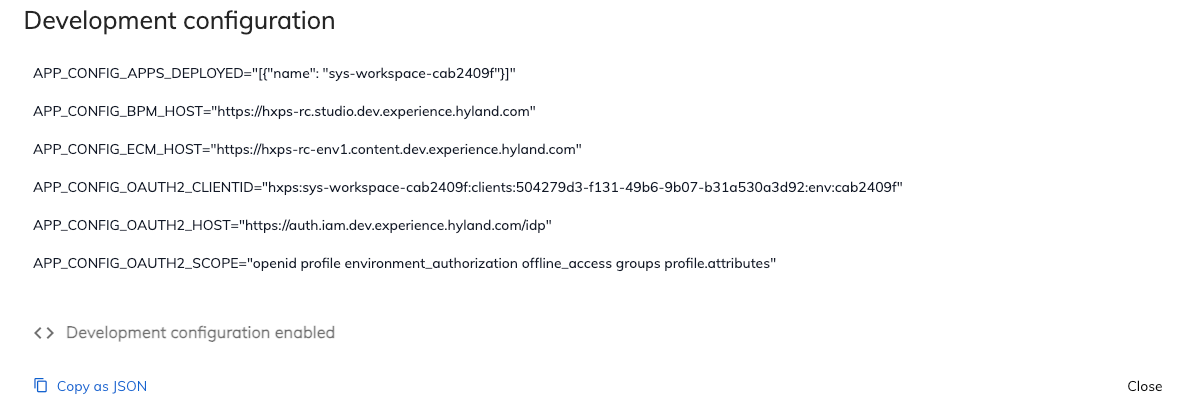 Development configuration
APP_CONFIG_APPS_DEPLOYED="[{"name": "sys-workspace-cab2409f"}]"
APP_CONFIG_BPM_HOST="https://hxps-rc.studio.dev.experience.hyland.com"
APP_CONFIG_ECM_HOST="https://hxps-rc-env1.content.dev.experience.hyland.com"
APP_CONFIG_OAUTH2_CLIENTID="hxps:sys-workspace-cab2409f:clients:504279d3-f131-49b6-9b07-b31a530a3d92:env:cab2409f"
APP_CONFIG_OAUTH2_HOST="https://auth.iam.dev.experience.hyland.com/idp"
APP_CONFIG_OAUTH2_SCOPE="openid profile environment_authorization offline_access groups profile.attributes"
Development configuration enabled
Copy as JSON
Close